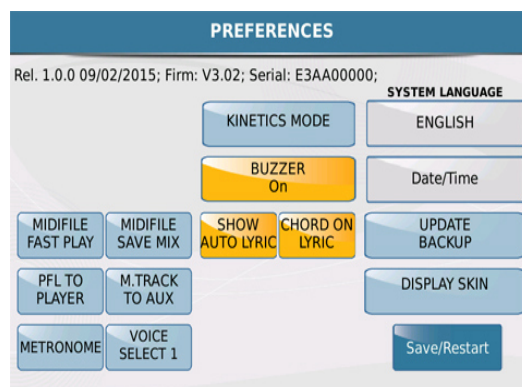 PREFERENCES
Rel. 1.0.0 09/02/2015; Firm: V3.02; Serial: E3AA00000;
SYSTEM LANGUAGE
KINETICS MODE
ENGLISH
BUZZER
On
Date/Time
MIDIFILE
FAST PLAY
MIDIFILE
SAVE MIX
SHOW
AUTO LYRIC
CHORD ON
LYRIC
UPDATE
BACKUP
PFL TO
PLAYER
M.TRACK
TO AUX
DISPLAY SKIN
METRONOME
VOICE
SELECT 1
Save/Restart